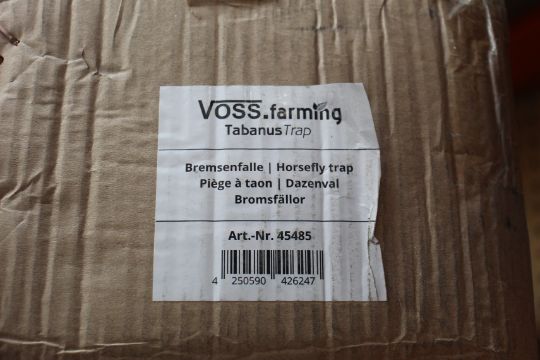 VOSS.farming
TabanusTrap
Bremsenfalle | Horsefly trap
Piège à taon | Dazenval
Bromsfällor
Art.-Nr. 45485
4 250590 426247